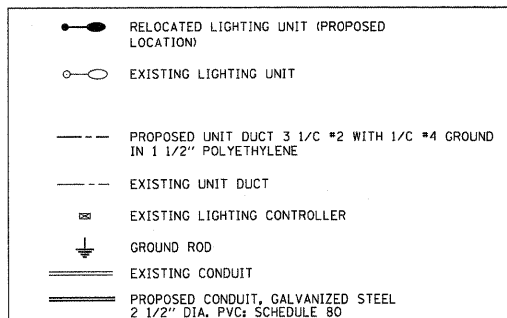 RELOCATED LIGHTING UNIT (PROPOSED
LOCATION)
EXISTING LIGHTING UNIT
PROPOSED UNIT DUCT 3 1/C #2 WITH 1/C #4 GROUND
IN 1 1/2" POLYETHYLENE
EXISTING UNIT DUCT
EXISTING LIGHTING CONTROLLER
GROUND ROD
EXISTING CONDUIT
PROPOSED CONDUIT, GALVANIZED STEEL
2 1/2" DIA. PVC: SCHEDULE 80